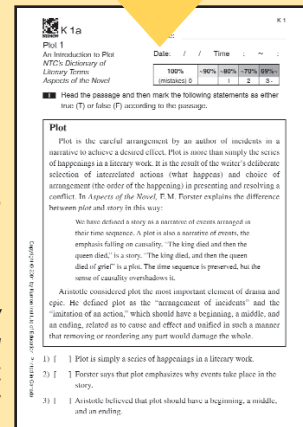 K 1
K 1a
Plot 1
An Introduction to Plot
NTC's Dictionary of
Literary Terms
Aspects of the Novel
Date: / / Time : ~ :
100% ~90% ~80% ~70% 69%~
(mistakes) 0 1 2 3-
Read the passage and then mark the following statements as either
true (T) or false (F) according to the passage.
Plot
Plot is the careful arrangement by an author of incidents in a
narrative to achieve a desired effect. Plot is more than simply the series
of happenings in a literary work. It is the result of the writer's deliberate
selection of interrelated actions (what happens) and choice of
arrangement (the order of the happening) in presenting and resolving a
conflict. In Aspects of the Novel, E.M. Forster explains the difference
between plot and story in this way:
We have defined a story as a narrative of events arranged in
their time sequence. A plot is also a narrative of events, the
emphasis falling on causality. "The king died and then the
queen died," is a story. "The king died, and then the queen
died of grief" is a plot. The time sequence is preserved, but the
sense of causality overshadows it.
Aristotle considered plot the most important element of drama and
epic. He defined plot as the "arrangement of incidents" and the
"imitation of an action," which should have a beginning, a middle, and
an ending, related as to cause and effect and unified in such a manner
that removing or reordering any part would damage the whole.
1) [ ] Plot is simply a series of happenings in a literary work.
2) [ ] Forster says that plot emphasizes why events take place in the
story.
3) [ ] Aristotle believed that plot should have a beginning, a middle,
and an ending.